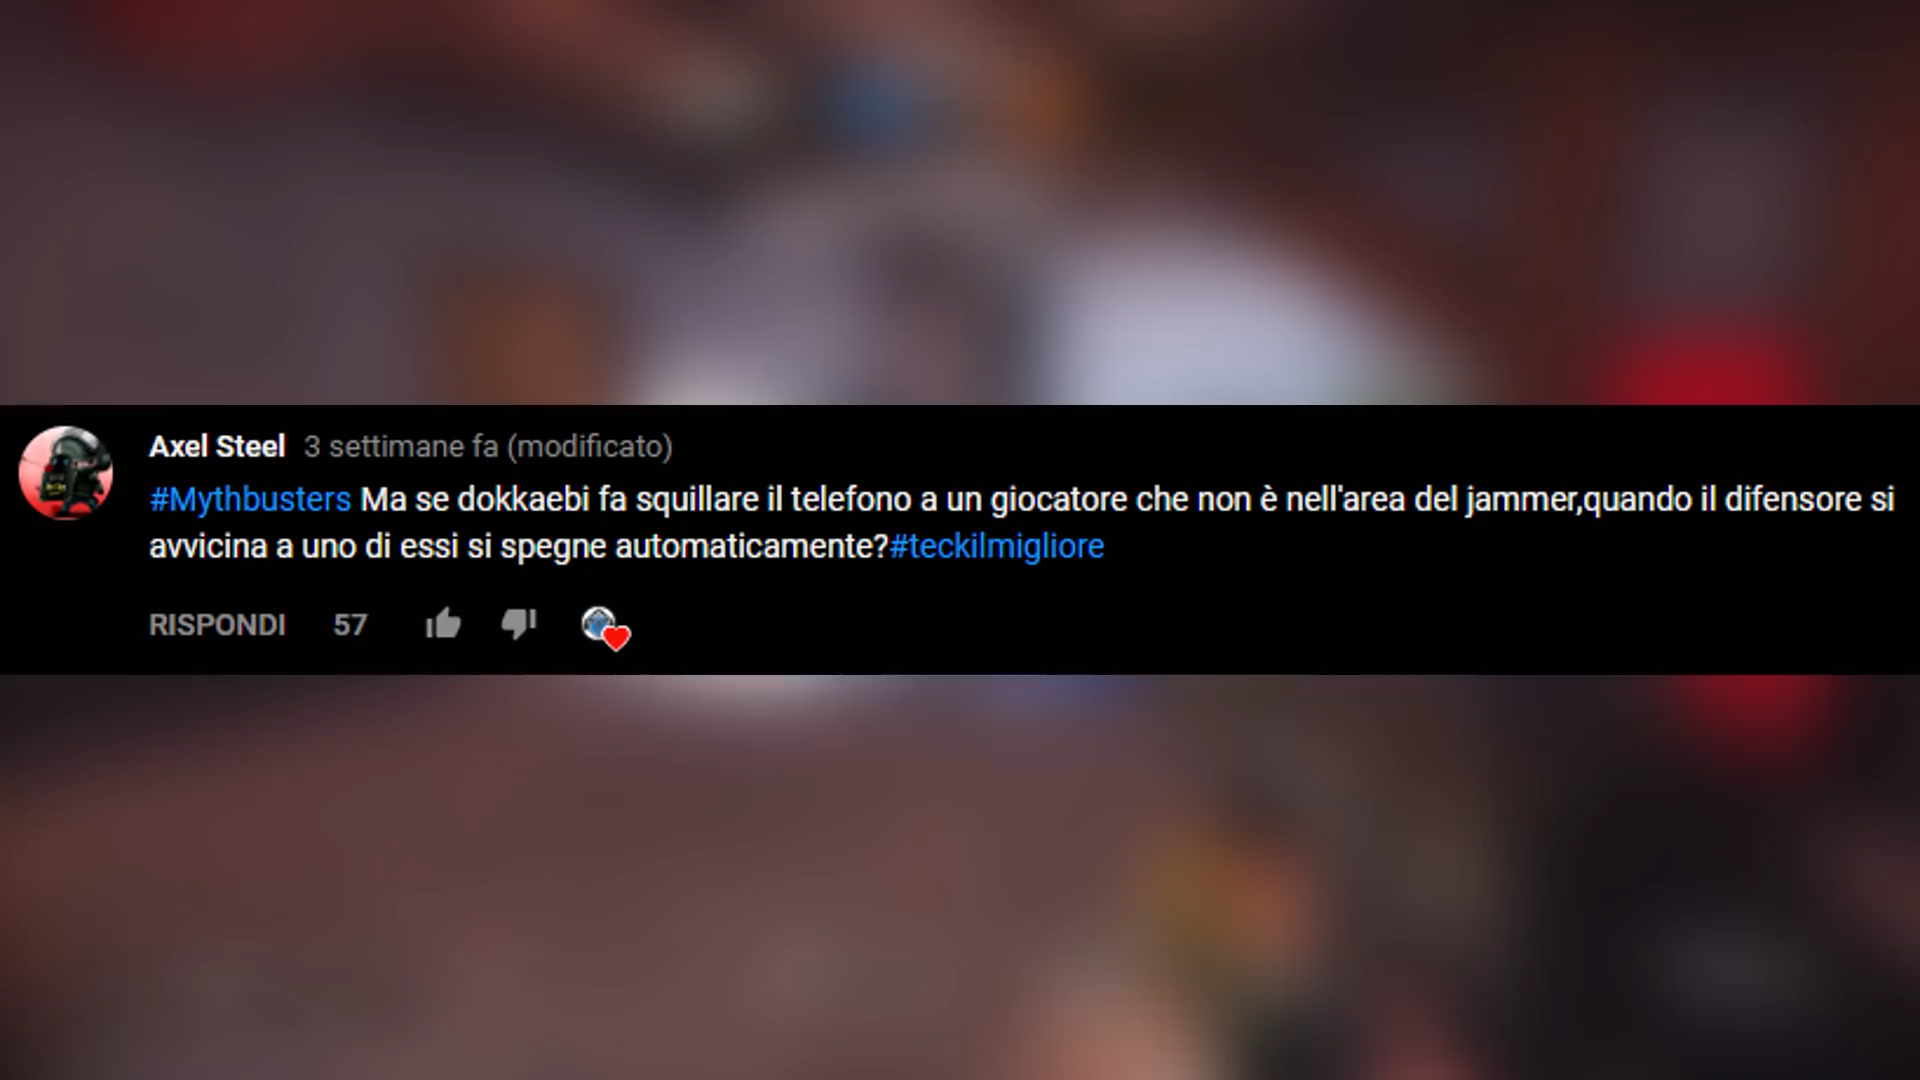 Axel Steel 3 settimane fa (modificato)
#Mythbusters Ma se dokkaebi fa squillare il telefono a un giocatore che non è nell'area del jammer,quando il difensore si
avvicina a uno di essi si spegne automaticamente?#teckilmigliore
RISPONDI 57